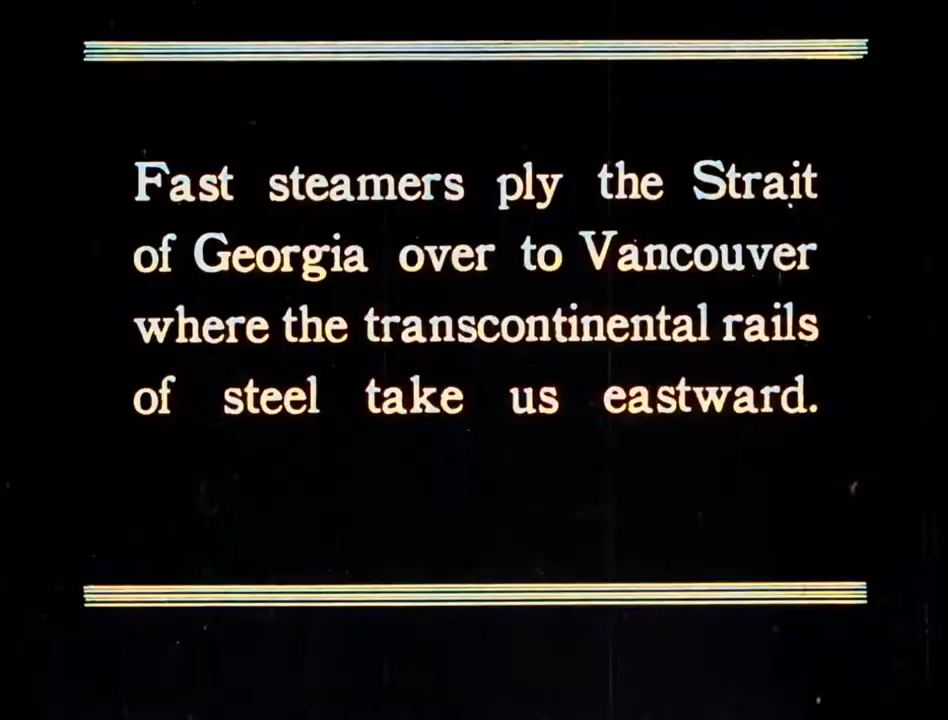 Fast steamers ply the Strait
of Georgia over to Vancouver
where the transcontinental rails
of steel take us eastward.